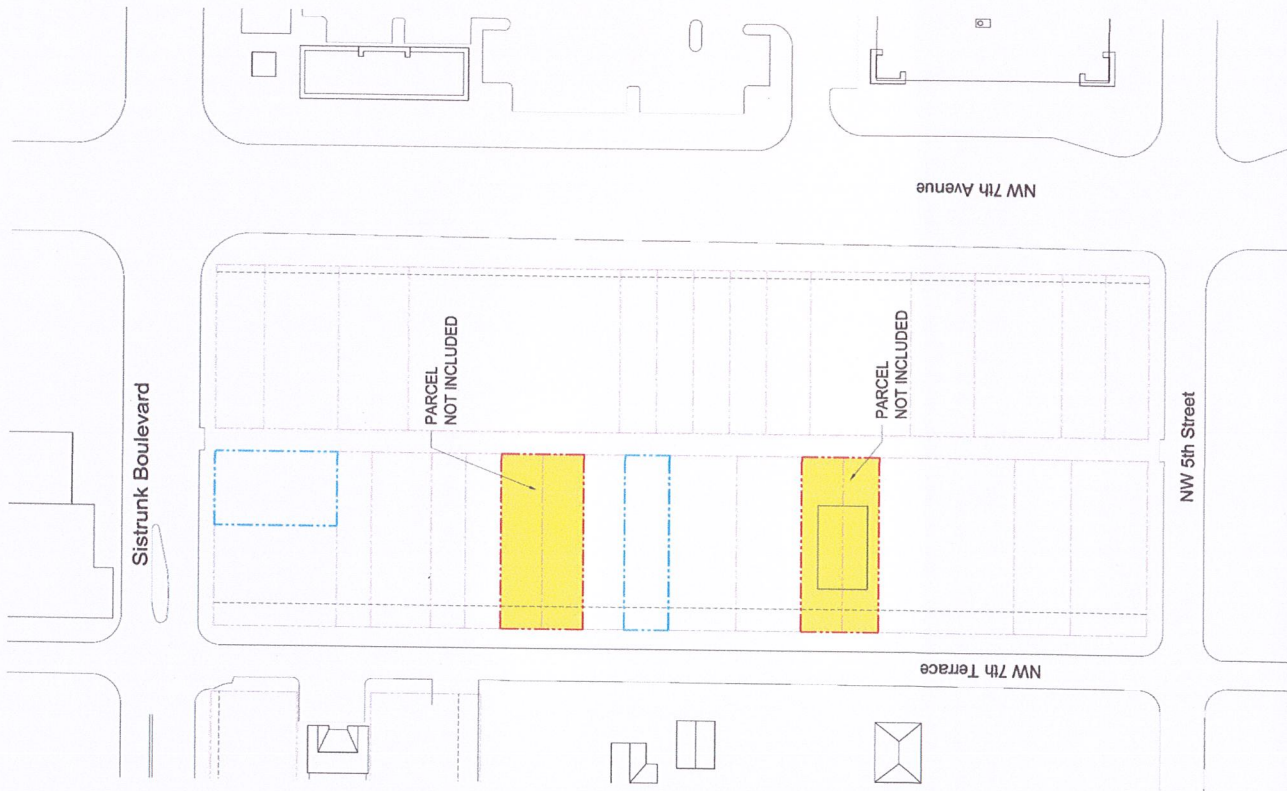 NW 7th Avenue
Sistrunk Boulevard
PARCEL
NOT INCLUDED
PARCEL
NOT INCLUDED
NW 5th Street
NW 7th Terrace